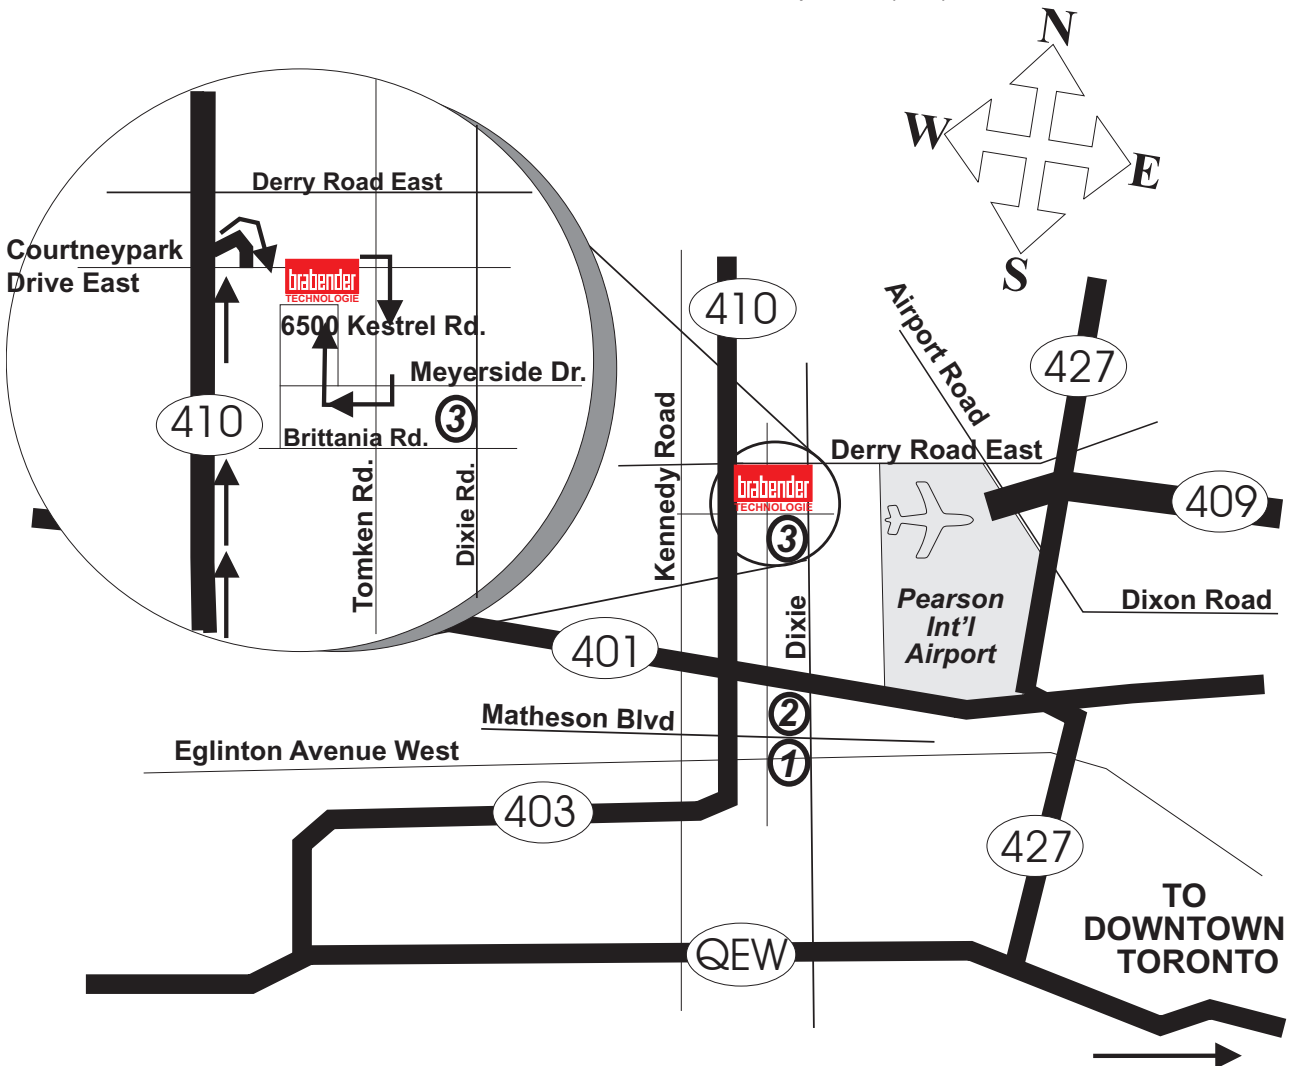 N
W
E
S
Derry Road East
Courtneypark
Drive East
brabender
TECHNOLOGIE
6500 Kestrel Rd.
Meyerside Dr.
410
3
Brittania Rd.
Tomken Rd.
Dixie Rd.
410
Kennedy Road
Airport Road
427
Derry Road East
brabender
TECHNOLOGIE
3
409
Pearson
Int'l
Airport
Dixon Road
Dixie
401
2
Matheson Blvd
1
Eglinton Avenue West
403
427
QEW
TO
DOWNTOWN
TORONTO